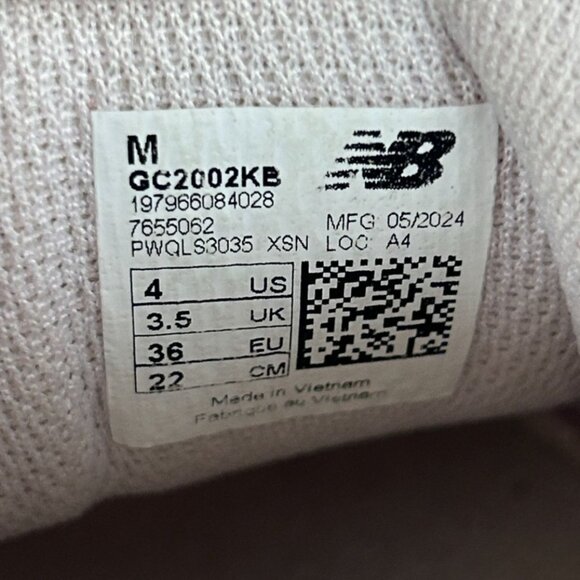 M
NB
GC2002KB
197966084028
7655062 MFG: 05/2024
PWQLS3035 XSN LOC: A4
4 US
3.5 UK
36 EU
22 CM
Made in Vietnam
Fabriqué au Vietnam